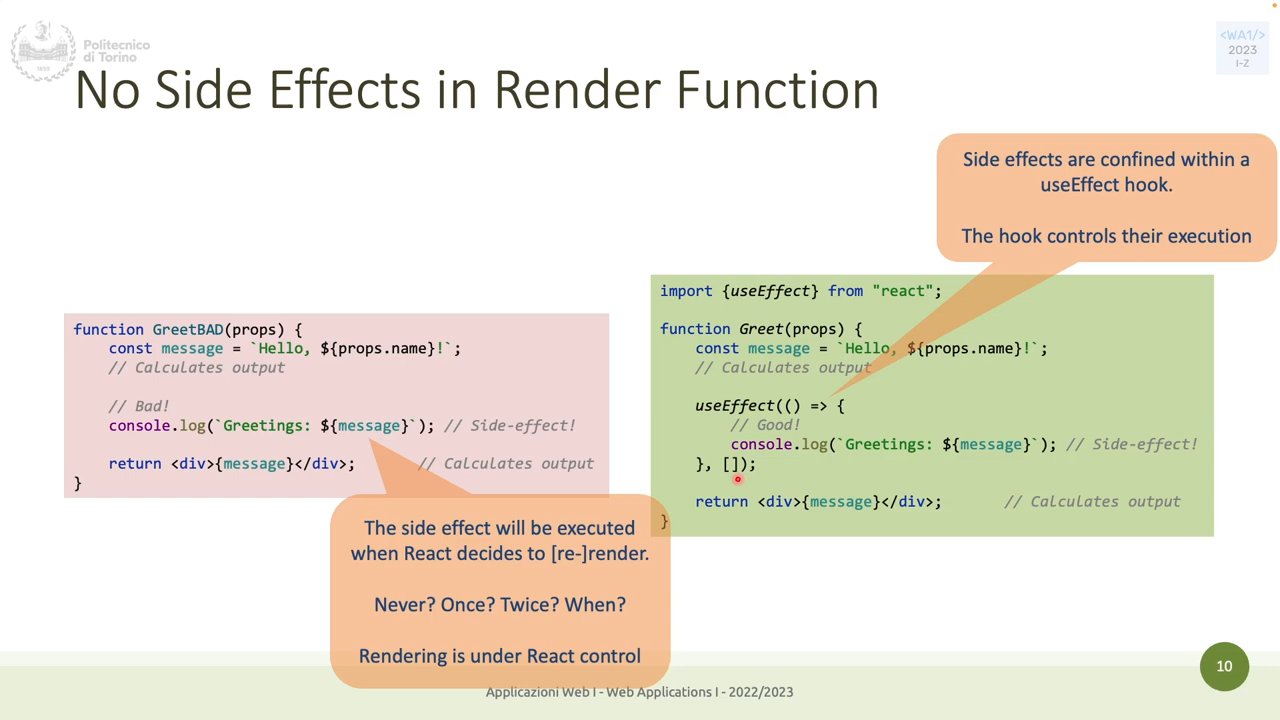 Politecnico
di Torino
1859
<WA1/>
2023
I-Z
No Side Effects in Render Function
Side effects are confined within a
useEffect hook.
The hook controls their execution
function GreetBAD(props) {
    const message = `Hello, ${props.name}!`;
    // Calculates output
    // Bad!
    console.log(`Greetings: ${message}`); // Side-effect!
    return <div>{message}</div>;       // Calculates output
}
The side effect will be executed
when React decides to [re-]render.
Never? Once? Twice? When?
Rendering is under React control
import {useEffect} from "react";
function Greet(props) {
    const message = `Hello, ${props.name}!`;
    // Calculates output
    useEffect(() => {
        // Good!
        console.log(`Greetings: ${message}`); // Side-effect!
    }, []);
    return <div>{message}</div>;       // Calculates output
}
10
Applicazioni Web I - Web Applications I - 2022/2023